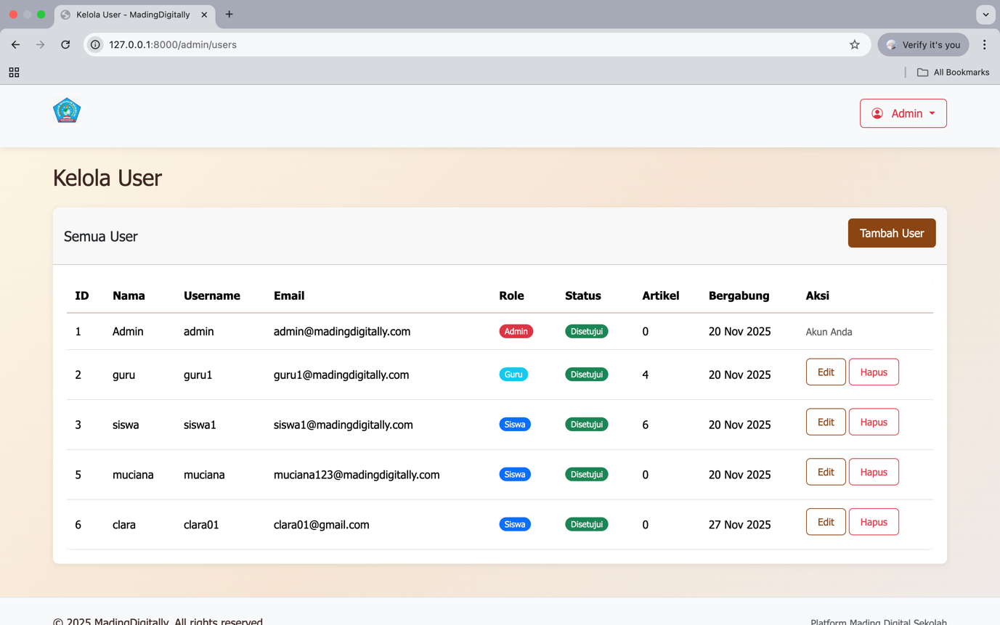 Kelola User - MadingDigitally
127.0.0.1:8000/admin/users
Verify it's you
All Bookmarks
Admin
Kelola User
Semua User
Tambah User
ID Nama Username Email Role Status Artikel Bergabung Aksi
1 Admin admin admin@madingdigitally.com Admin Disetujui 0 20 Nov 2025 Akun Anda
2 guru guru1 guru1@madingdigitally.com Guru Disetujui 4 20 Nov 2025 Edit Hapus
3 siswa siswa1 siswa1@madingdigitally.com Siswa Disetujui 6 20 Nov 2025 Edit Hapus
5 muciana muciana muciana123@madingdigitally.com Siswa Disetujui 0 20 Nov 2025 Edit Hapus
6 clara clara01 clara01@gmail.com Siswa Disetujui 0 27 Nov 2025 Edit Hapus
© 2025 MadingDigitally. All rights reserved.
Platform Mading Digital Sekolah